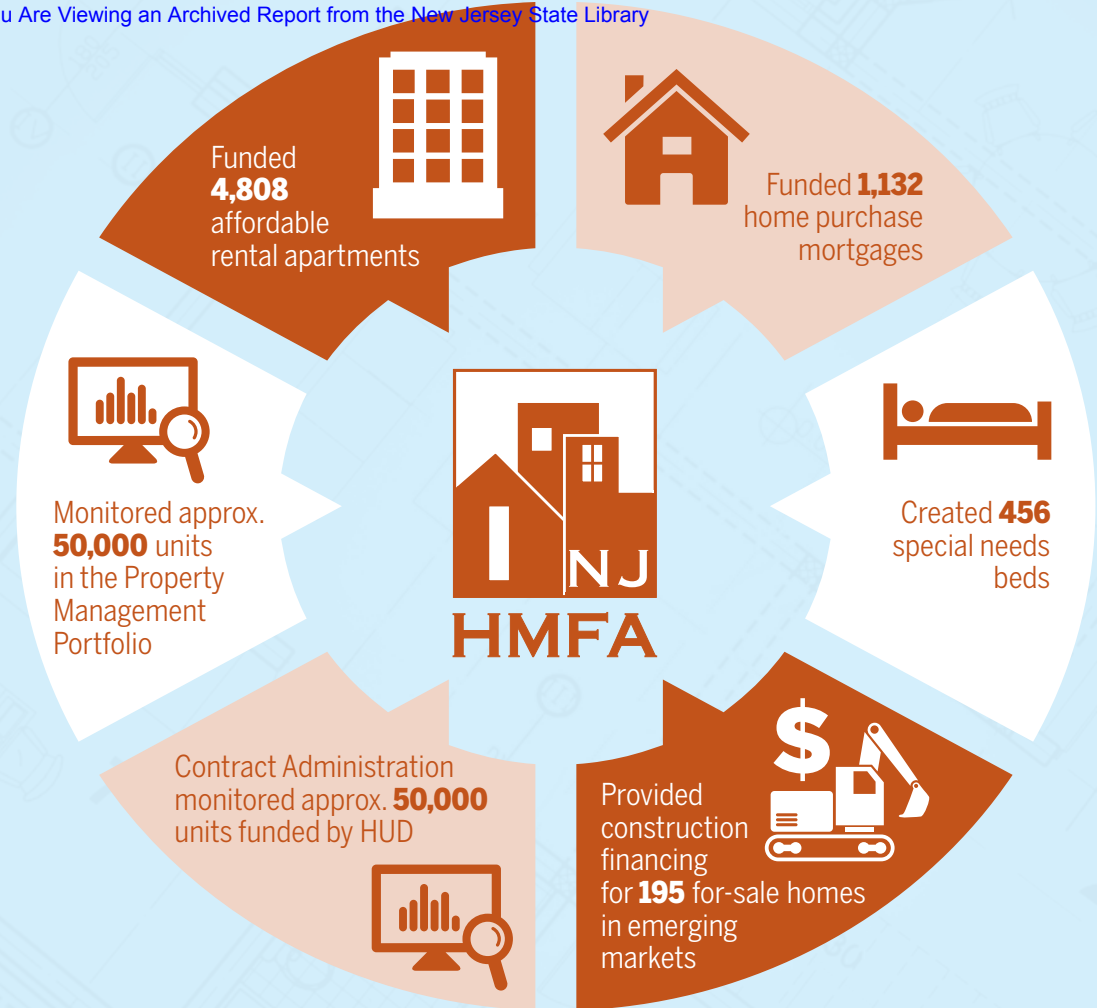 u Are Viewing an Archived Report from the New Jersey State Library
Funded
4,808
affordable
rental apartments
Funded 1,132
home purchase
mortgages
Monitored approx.
50,000 units
in the Property
Management
Portfolio
Created 456
special needs
beds
NJ
HMFA
Contract Administration
monitored approx. 50,000
units funded by HUD
$
Provided
construction
financing
for 195 for-sale homes
in emerging
markets